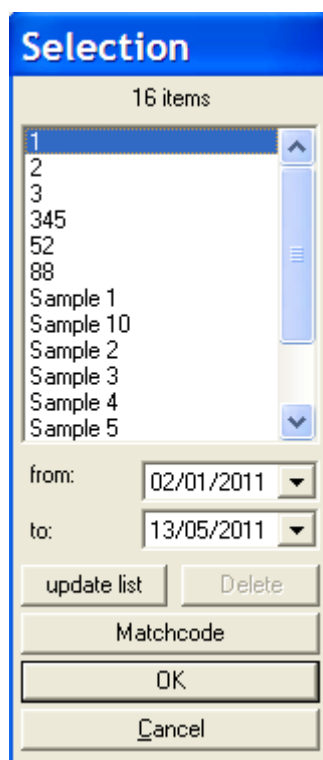 Selection
16 items
1
2
3
345
52
88
Sample 1
Sample 10
Sample 2
Sample 3
Sample 4
Sample 5
from: 02/01/2011
to: 13/05/2011
update list Delete
Matchcode
OK
Cancel